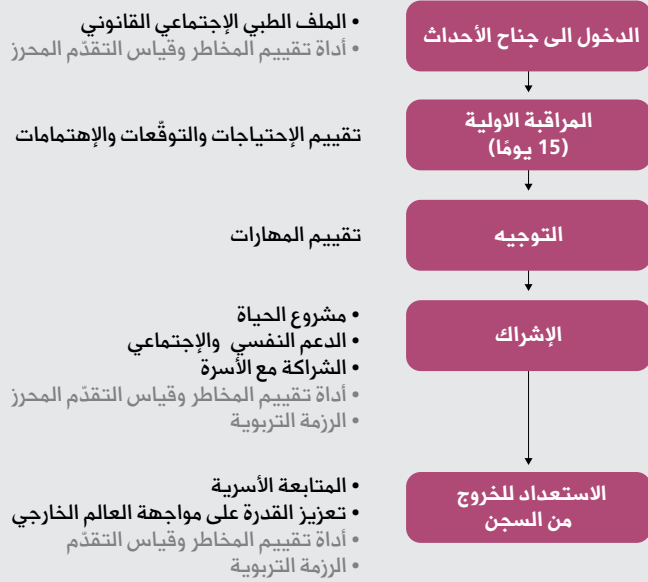 الدخول الى جناح الأحداث
• الملف الطبي الإجتماعي القانوني
• أداة تقييم المخاطر وقياس التقدّم المحرز
المراقبة الاولية
(15 يومًا)
تقييم الإحتياجات والتوقّعات والإهتمامات
التوجيه
تقييم المهارات
الإشراك
• مشروع الحياة
• الدعم النفسي والإجتماعي
• الشراكة مع الأسرة
• أداة تقييم المخاطر وقياس التقدّم المحرز
• الرزمة التربوية
الاستعداد للخروج
من السجن
• المتابعة الأسرية
• تعزيز القدرة على مواجهة العالم الخارجي
• أداة تقييم المخاطر وقياس التقدّم
• الرزمة التربوية